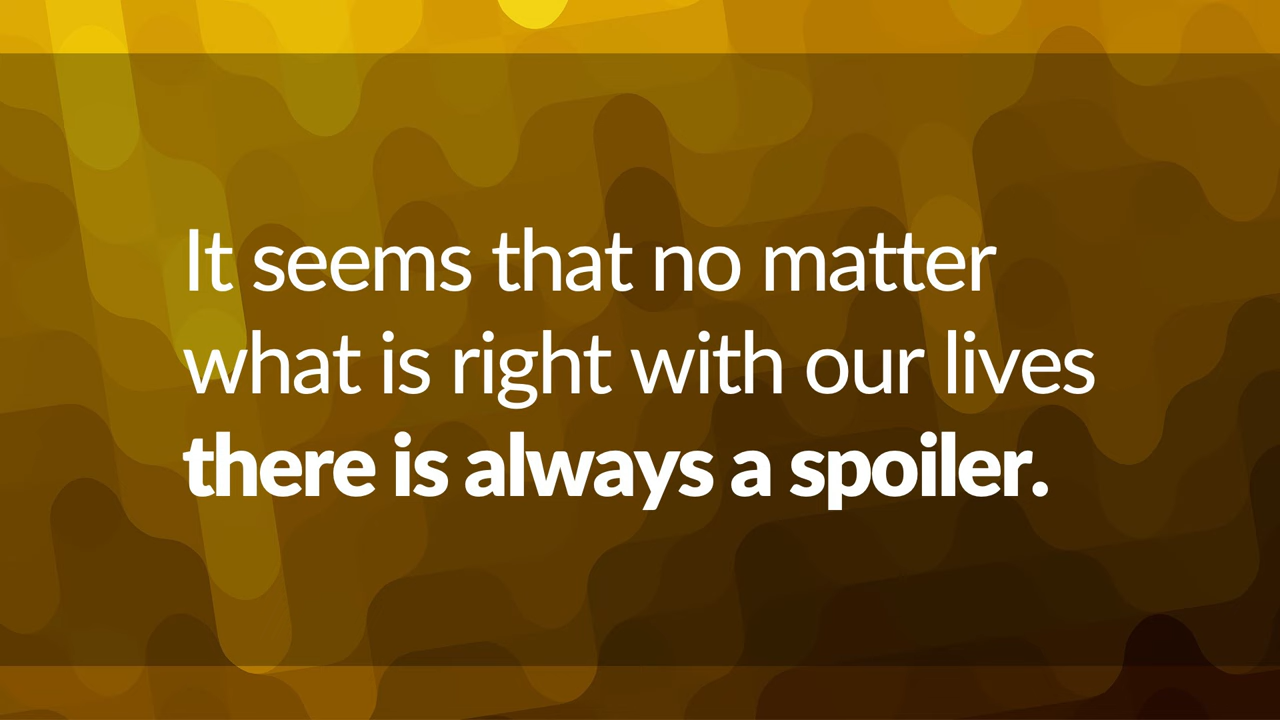 It seems that no matter
what is right with our lives
there is always a spoiler.